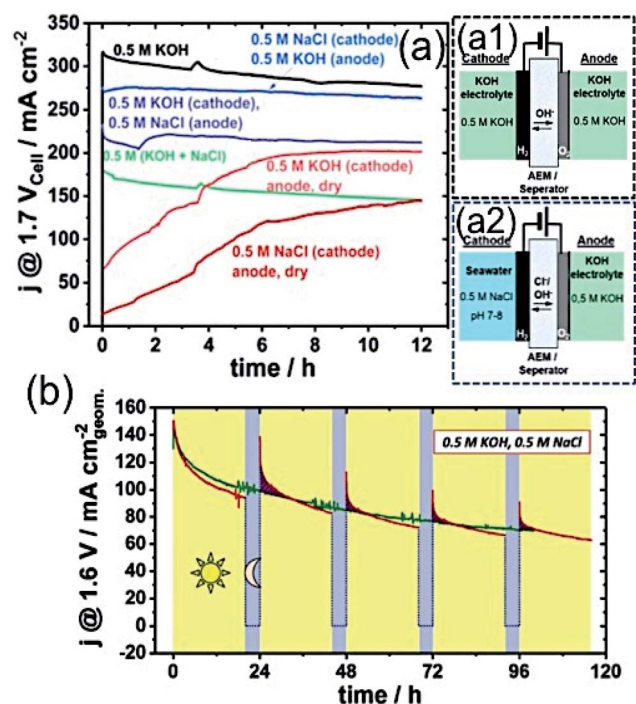 (a)
j @ 1.7 V_Cell / mA cm^-2
350
300
250
200
150
100
50
0
0.5 M KOH
0.5 M NaCl (cathode)
0.5 M KOH (anode)
0.5 M KOH (cathode),
0.5 M NaCl (anode)
0.5 M (KOH + NaCl)
0.5 M KOH (cathode)
anode, dry
0.5 M NaCl (cathode)
anode, dry
0 2 4 6 8 10 12
time / h
(a1)
Cathode
Anode
KOH
electrolyte
0.5 M KOH
OH-
KOH
electrolyte
0.5 M KOH
H2
O2
AEM /
Seperator
(a2)
Cathode
Anode
Seawater
0.5 M NaCl
pH 7-8
Cl-/
OH-
KOH
electrolyte
0,5 M KOH
H2
O2
AEM /
Seperator
(b)
j @ 1.6 V / mA cm^-2_geom.
160
140
120
100
80
60
40
20
0
-20
0.5 M KOH, 0.5 M NaCl
0 24 48 72 96 120
time / h